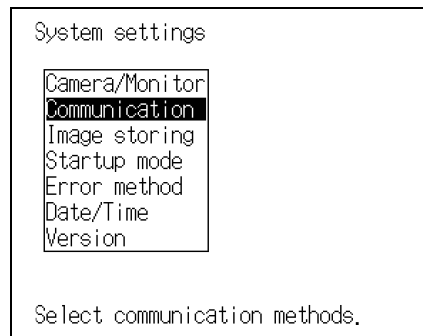 System settings
Camera/Monitor
Communication
Image storing
Startup mode
Error method
Date/Time
Version
Select communication methods.